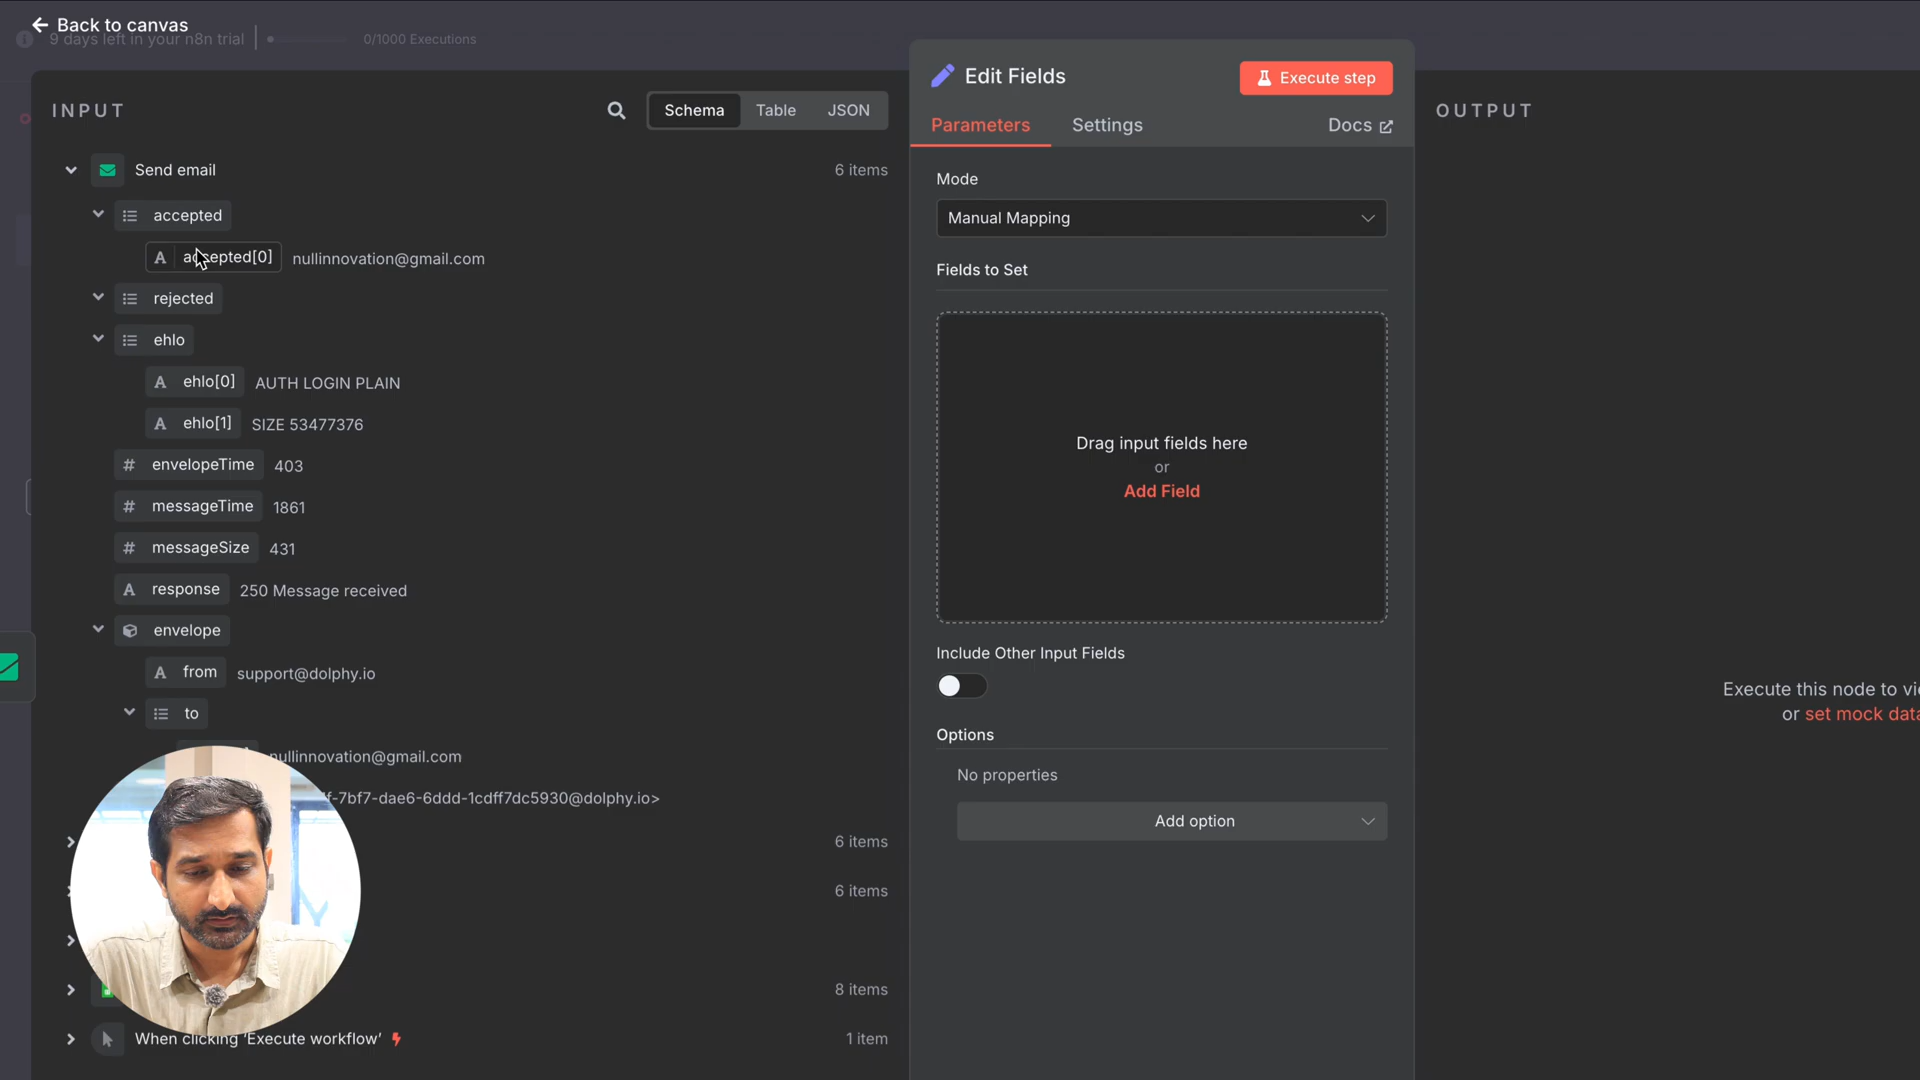 Back to canvas
9 days left in your n8n trial
0/1000 Executions
INPUT
Schema
Table
JSON
Edit Fields
Execute step
OUTPUT
Parameters
Settings
Docs
Send email
6 items
accepted
accepted[0]
nullinnovation@gmail.com
rejected
ehlo
ehlo[0]
AUTH LOGIN PLAIN
ehlo[1]
SIZE 53477376
# envelopeTime
403
# messageTime
1861
# messageSize
431
A response
250 Message received
envelope
A from
support@dolphy.io
to
nullinnovation@gmail.com
f-7bf7-dae6-6ddd-1cdff7dc5930@dolphy.io>
6 items
6 items
8 items
When clicking ‘Execute workflow’
1 item
Mode
Manual Mapping
Fields to Set
Drag input fields here
or
Add Field
Include Other Input Fields
Options
No properties
Add option
Execute this node to vi
or set mock data